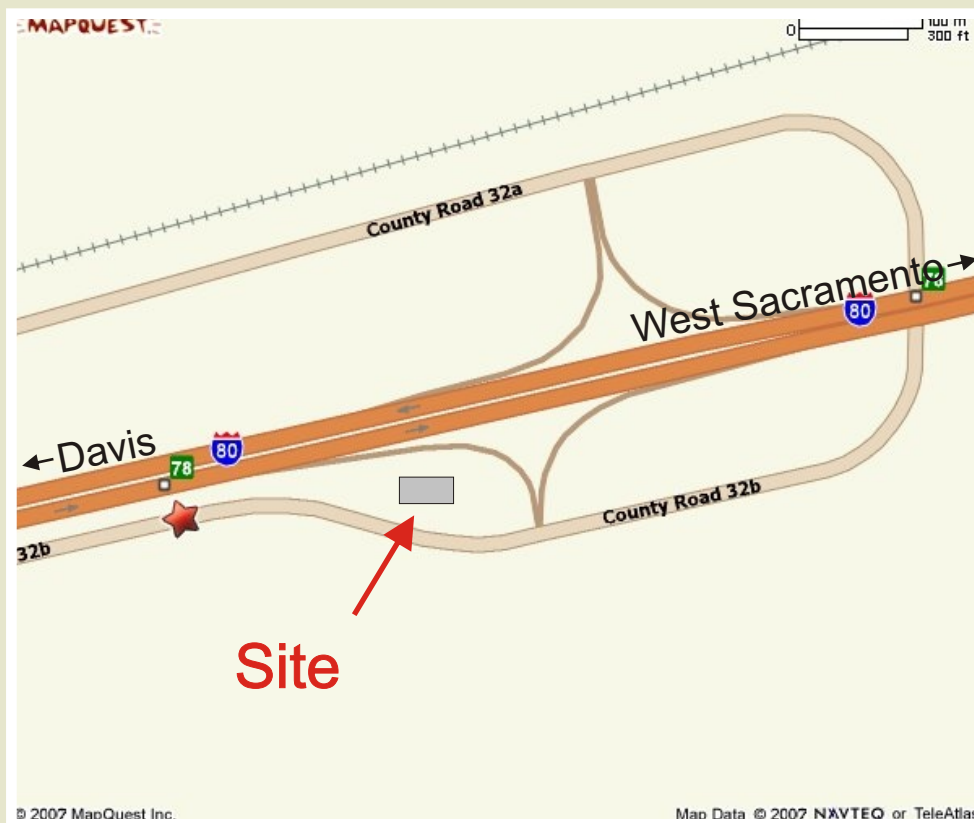 MAPQUEST
0 100 m
300 ft
County Road 32a
West Sacramento
78
80
Davis
80
78
County Road 32b
32b
Site
© 2007 MapQuest Inc.
Map Data © 2007 NAVTEQ or TeleAtlas